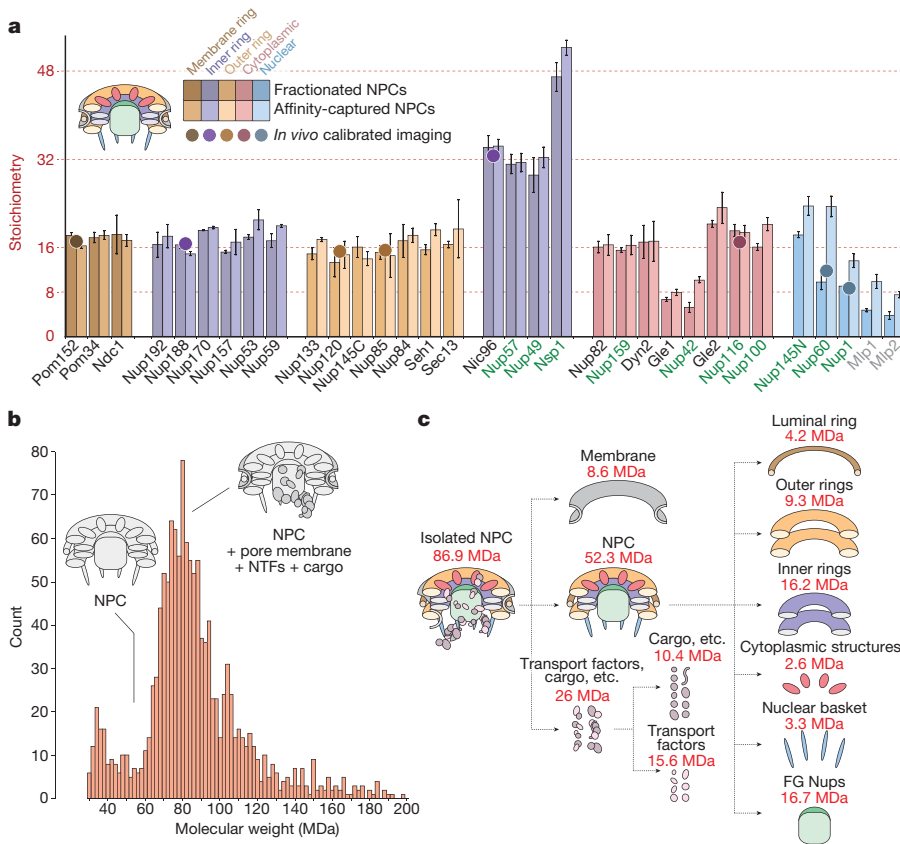 a
Membrane ring
Inner ring
Outer ring
Cytoplasmic
Nuclear
Fractionated NPCs
Affinity-captured NPCs
In vivo calibrated imaging
Stoichiometry
48
32
16
8
0
Pom152
Pom34
Ndc1
Nup192
Nup188
Nup170
Nup157
Nup53
Nup59
Nup133
Nup120
Nup145C
Nup85
Nup84
Seh1
Sec13
Nic96
Nup57
Nup49
Nsp1
Nup82
Nup159
Dyn2
Gle1
Nup42
Gle2
Nup116
Nup100
Nup145N
Nup60
Nup1
Mlp1
Mlp2
b
80
70
60
50
40
30
20
10
0
Count
NPC
+ pore membrane
+ NTFs + cargo
NPC
40 60 80 100 120 140 160 180 200
Molecular weight (MDa)
c
Isolated NPC
86.9 MDa
Membrane
8.6 MDa
NPC
52.3 MDa
Transport factors,
cargo, etc.
26 MDa
Cargo, etc.
10.4 MDa
Transport
factors
15.6 MDa
Luminal ring
4.2 MDa
Outer rings
9.3 MDa
Inner rings
16.2 MDa
Cytoplasmic structures
2.6 MDa
Nuclear basket
3.3 MDa
FG Nups
16.7 MDa